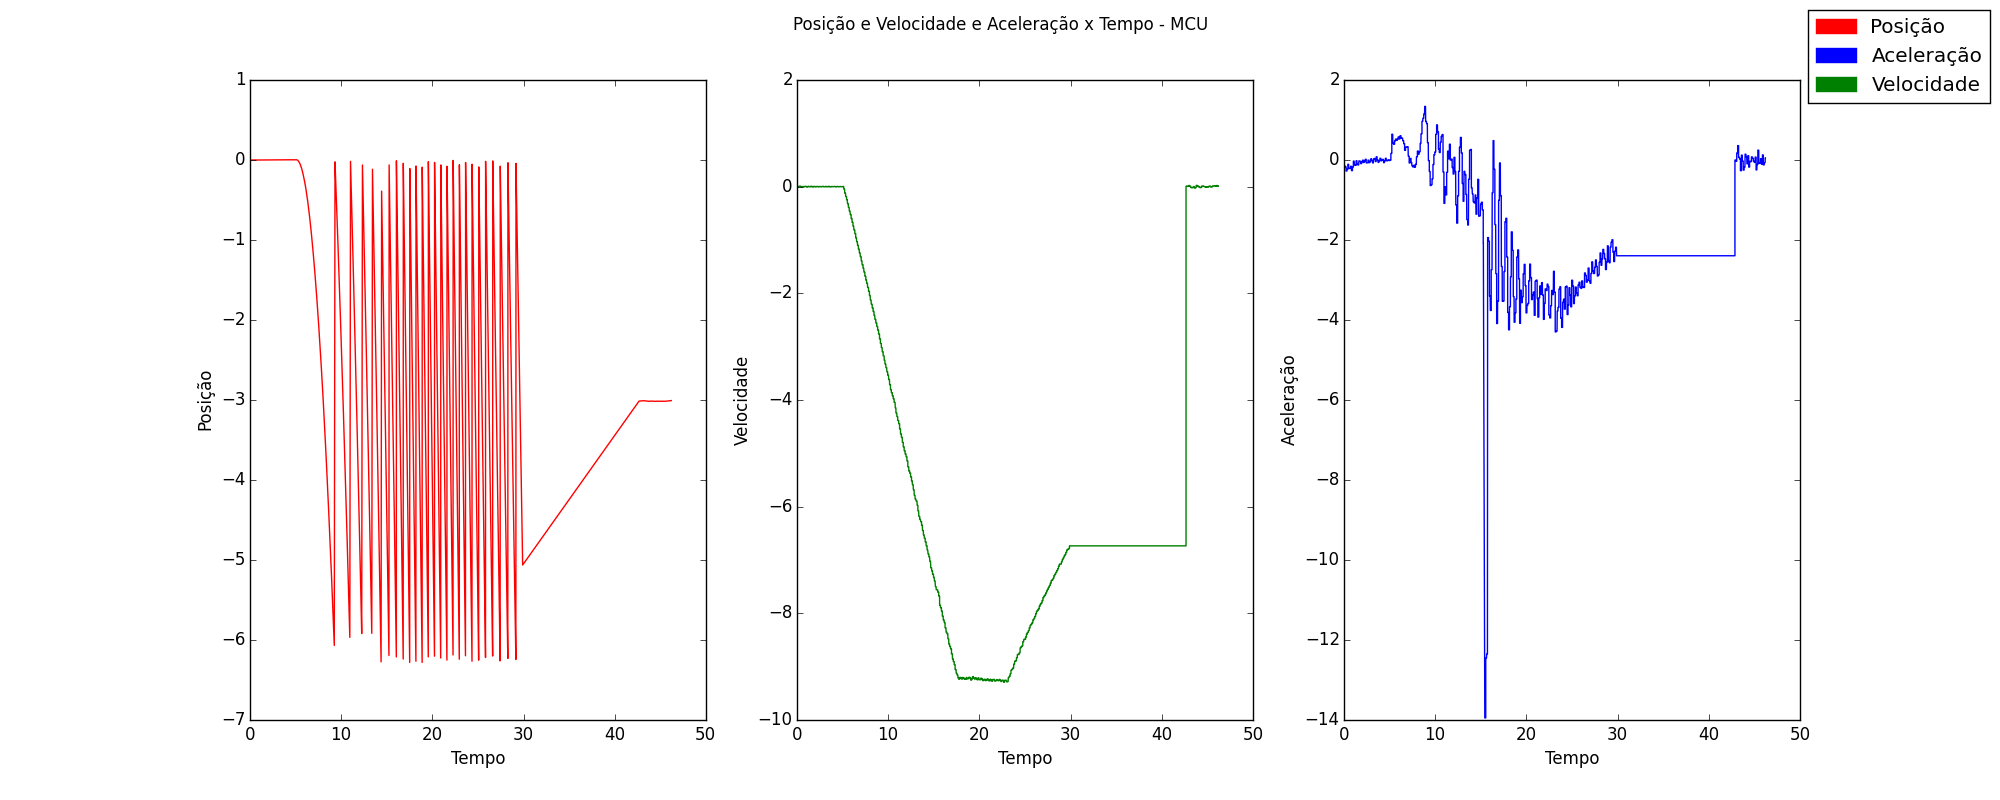 Posição e Velocidade e Aceleração x Tempo - MCU
Posição
Aceleração
Velocidade
1
0
−1
−2
−3
−4
−5
−6
−7
Posição
0 10 20 30 40 50
Tempo
2
0
−2
−4
−6
−8
−10
Velocidade
0 10 20 30 40 50
Tempo
2
0
−2
−4
−6
−8
−10
−12
−14
Aceleração
0 10 20 30 40 50
Tempo